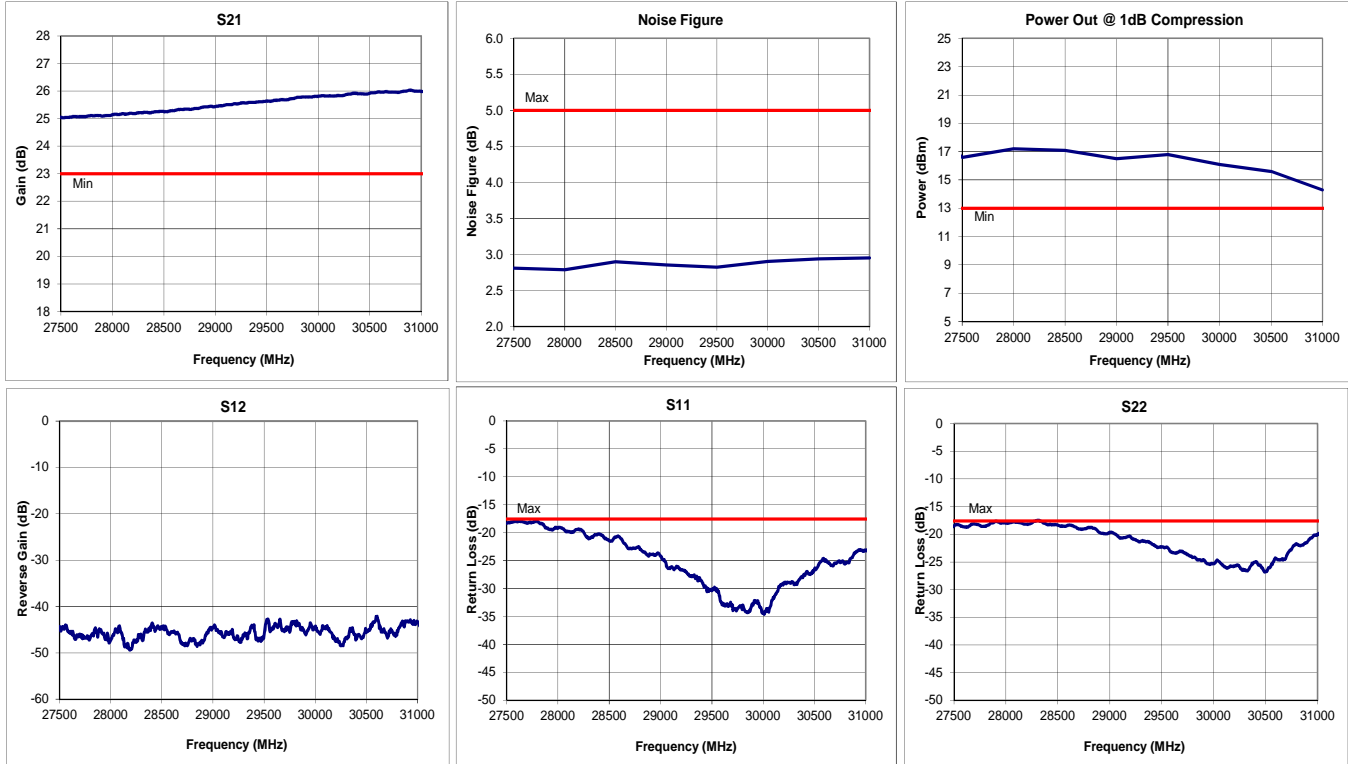 S21
28
27
26
25
24
23
22
21
20
19
18
Gain (dB)
Min
27500 28000 28500 29000 29500 30000 30500 31000
Frequency (MHz)
Noise Figure
6.0
5.5
5.0
4.5
4.0
3.5
3.0
2.5
2.0
Noise Figure (dB)
Max
27500 28000 28500 29000 29500 30000 30500 31000
Frequency (MHz)
Power Out @ 1dB Compression
25
23
21
19
17
15
13
11
9
7
5
Power (dBm)
Min
27500 28000 28500 29000 29500 30000 30500 31000
Frequency (MHz)
S12
0
-10
-20
-30
-40
-50
-60
Reverse Gain (dB)
27500 28000 28500 29000 29500 30000 30500 31000
Frequency (MHz)
S11
0
-5
-10
-15
-20
-25
-30
-35
-40
-45
-50
Return Loss (dB)
Max
27500 28000 28500 29000 29500 30000 30500 31000
Frequency (MHz)
S22
0
-5
-10
-15
-20
-25
-30
-35
-40
-45
-50
Return Loss (dB)
Max
27500 28000 28500 29000 29500 30000 30500 31000
Frequency (MHz)